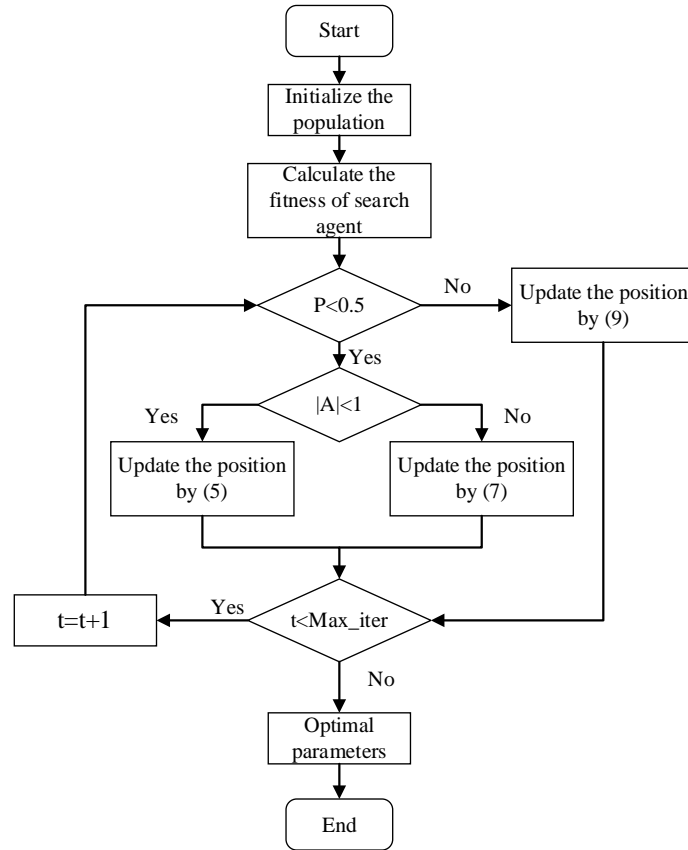 Start
Initialize the
population
Calculate the
fitness of search
agent
P<0.5
No
Update the position
by (9)
Yes
|A|<1
Yes
No
Update the position
by (5)
Update the position
by (7)
t=t+1
Yes
t<Max_iter
No
Optimal
parameters
End